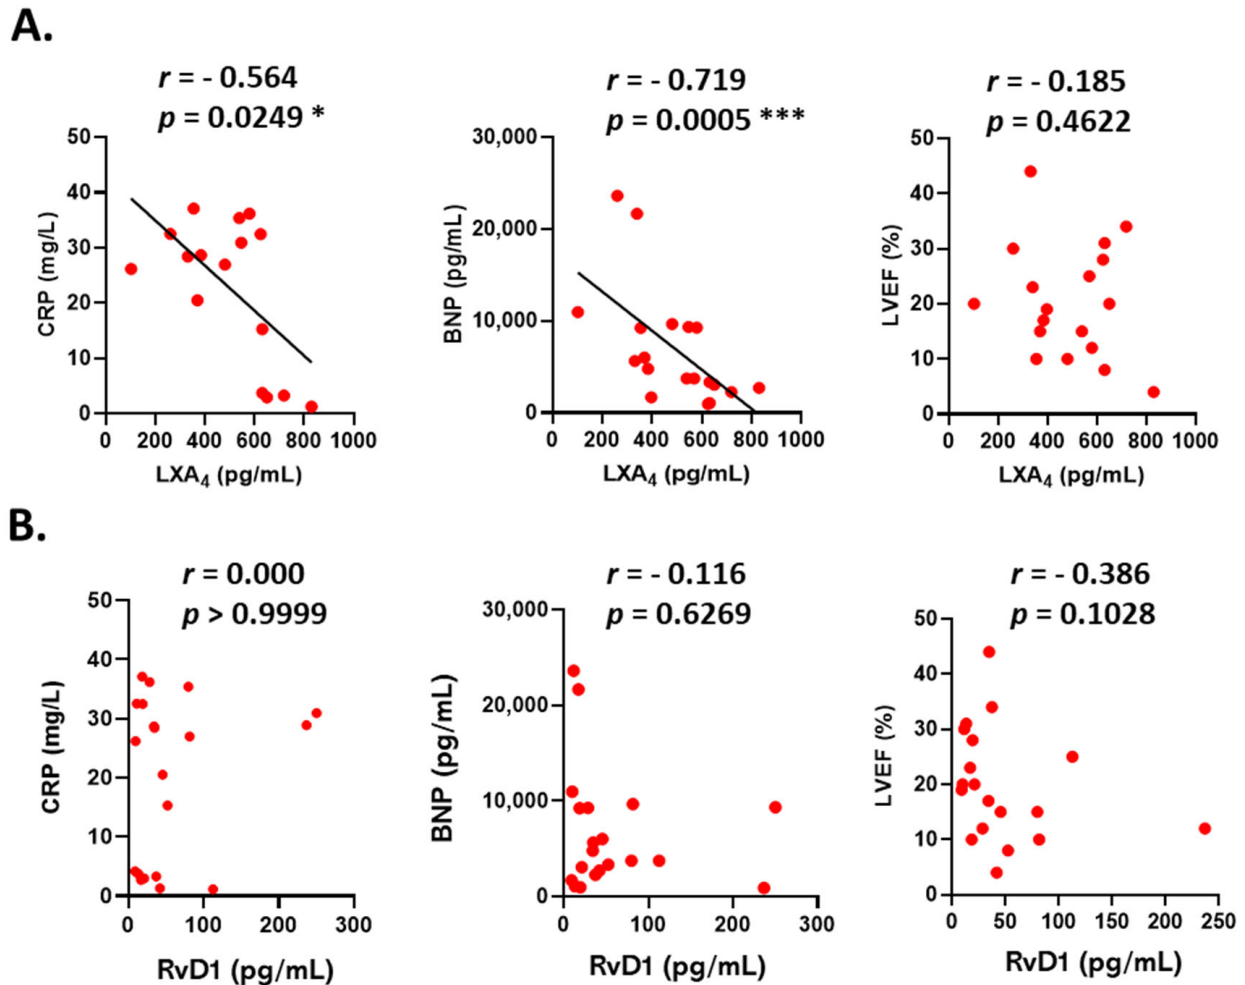 A.
r = - 0.564
p = 0.0249 *
50
40
30
20
10
0
CRP (mg/L)
0 200 400 600 800 1000
LXA₄ (pg/mL)
r = - 0.719
p = 0.0005 ***
30,000
20,000
10,000
0
BNP (pg/mL)
0 200 400 600 800 1000
LXA₄ (pg/mL)
r = - 0.185
p = 0.4622
50
40
30
20
10
0
LVEF (%)
0 200 400 600 800 1000
LXA₄ (pg/mL)
B.
r = 0.000
p > 0.9999
50
40
30
20
10
0
CRP (mg/L)
0 100 200 300
RvD1 (pg/mL)
r = - 0.116
p = 0.6269
30,000
20,000
10,000
0
BNP (pg/mL)
0 100 200 300
RvD1 (pg/mL)
r = - 0.386
p = 0.1028
50
40
30
20
10
0
LVEF (%)
0 50 100 150 200 250
RvD1 (pg/mL)